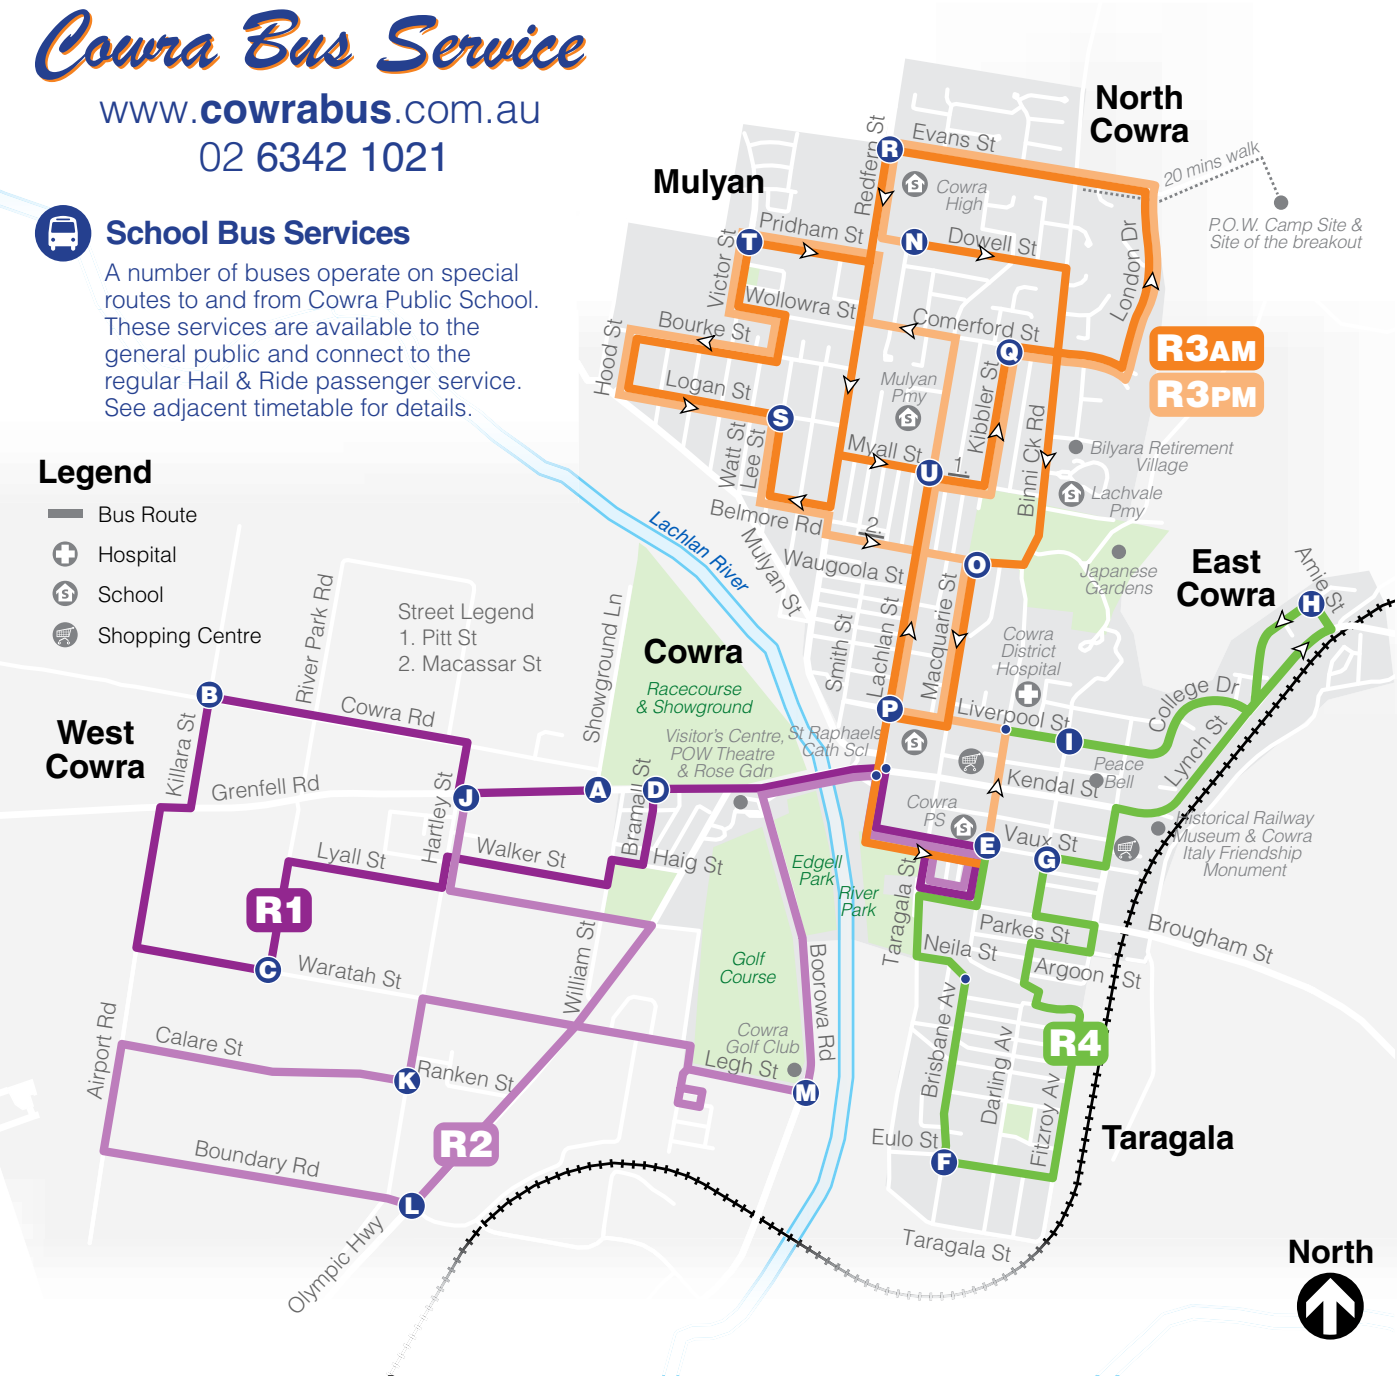 Cowra Bus Service
www.cowrabus.com.au
02 6342 1021
School Bus Services
A number of buses operate on special
routes to and from Cowra Public School.
These services are available to the
general public and connect to the
regular Hail & Ride passenger service.
See adjacent timetable for details.
Legend
Bus Route
Hospital
School
Shopping Centre
Street Legend
1. Pitt St
2. Macassar St
North
Cowra
Mulyan
East
Cowra
Cowra
West
Cowra
Taragala
North
R3AM
R3PM
R1
R2
R4
R
N
T
Q
S
U
O
P
H
I
E
G
F
B
J
A
D
C
K
L
M
Evans St
Redfern St
Cowra
High
20 mins walk
P.O.W. Camp Site &
Site of the breakout
Pridham St
Dowell St
London Dr
Victor St
Wollowra St
Bourke St
Comerford St
Hood St
Logan St
Mulyan
Pmy
Kibbler St
Binni Ck Rd
Watt St
Lee St
Myall St
1.
Bilyara Retirement
Village
Lachvale
Pmy
Belmore Rd
2.
Mulyan St
Waugoola St
Japanese
Gardens
Lachlan River
Smith St
Lachlan St
Macquarie St
Cowra
District
Hospital
Amie St
College Dr
Lynch St
Liverpool St
Peace
Bell
Kendal St
Racecourse
& Showground
Visitor's Centre,
POW Theatre
& Rose Gdn
St Raphaels
Cath Scl
Cowra
PS
Vaux St
Historical Railway
Museum & Cowra
Italy Friendship
Monument
River Park Rd
Showground Ln
Cowra Rd
Killara St
Grenfell Rd
Hartley St
Bramall St
Walker St
Lyall St
Haig St
Edgell
Park
River
Park
Taragala St
Parkes St
Neila St
Argoon St
Brougham St
Waratah St
William St
Golf
Course
Boorowa Rd
Airport Rd
Calare St
Ranken St
Cowra
Golf Club
Legh St
Brisbane Av
Darling Av
Fitzroy Av
Eulo St
Boundary Rd
Olympic Hwy
Taragala St